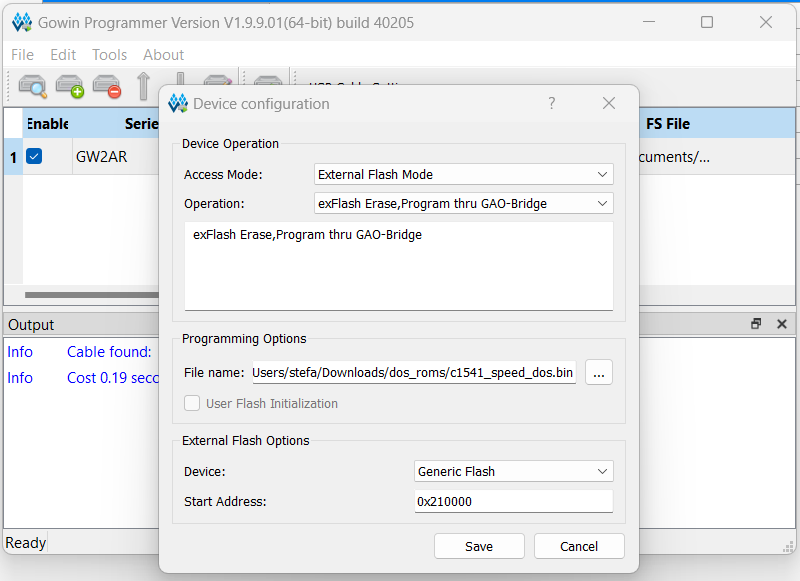 Gowin Programmer Version V1.9.9.01(64-bit) build 40205
File Edit Tools About
Device configuration
?
Enable Serie FS File
Device Operation
1 GW2AR cuments/...
Access Mode: External Flash Mode
Operation: exFlash Erase,Program thru GAO-Bridge
exFlash Erase,Program thru GAO-Bridge
Output
Programming Options
Info Cable found:
Info Cost 0.19 seco
File name: Users/stefa/Downloads/dos_roms/c1541_speed_dos.bin ...
User Flash Initialization
External Flash Options
Device: Generic Flash
Start Address: 0x210000
Ready
Save Cancel